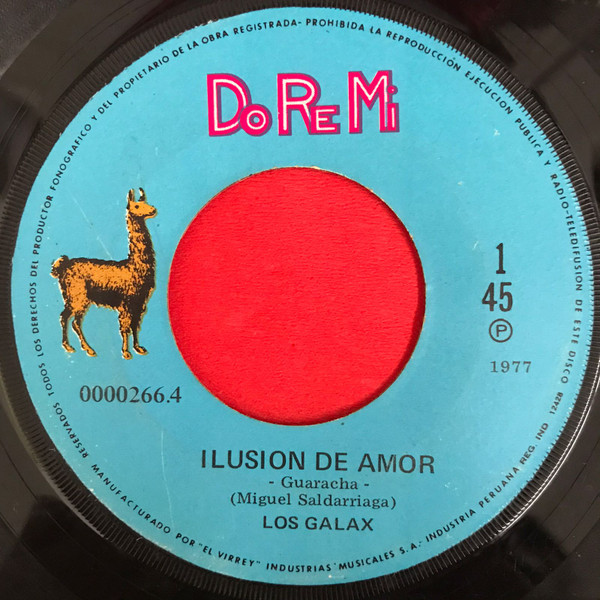 RESERVADOS TODOS LOS DERECHOS DEL PRODUCTOR FONOGRAFICO Y DEL PROPIETARIO DE LA OBRA REGISTRADA- PROHIBIDA LA REPRODUCCION EJECUCION PUBLICA Y RADIO-TELEDIFUSION DE ESTE DISCO
Do Re Mi
1
45
Ⓟ
1977
0000266.4
ILUSION DE AMOR
- Guaracha -
(Miguel Saldarriaga)
LOS GALAX
MANUFACTURADO POR "EL VIRREY" INDUSTRIAS MUSICALES S.A.- INDUSTRIA PERUANA REG. IND 12428